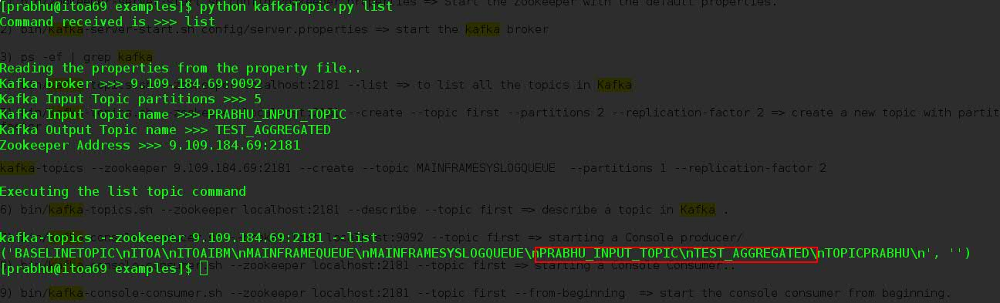 [prabhu@itoa69 examples]$ python kafkaTopic.py list => Start the Zookeeper with the default properties.
Command received is >>> list
2) bin/kafka-server-start.sh config/server.properties => start the kafka broker
3) ps -ef | grep kafka
Reading the properties from the property file..
Kafka broker >>> 9.109.184.69:9092
localhost:2181 --list => to list all the topics in Kafka
Kafka Input Topic partitions >>> 5
Kafka Input Topic name >>> PRABHU_INPUT_TOPIC
--create --topic first --partitions 2 --replication-factor 2 => create a new topic with partit
Kafka Output Topic name >>> TEST_AGGREGATED
Zookeeper Address >>> 9.109.184.69:2181
kafka-topics --zookeeper 9.109.184.69:2181 --create --topic MAINFRAMESYSLOGQUEUE --partitions 1 --replication-factor 2
Executing the list topic command
6) bin/kafka-topics.sh --zookeeper localhost:2181 --describe --topic first => describe a topic in Kafka .
kafka-topics --zookeeper 9.109.184.69:2181 --list
localhost:9092 --topic first => starting a Console producer/
('BASELINETOPIC\nITOA\nITOAIBM\nMAINFRAMEQUEUE\nMAINFRAMESYSLOGQUEUE\nPRABHU_INPUT_TOPIC\nTEST_AGGREGATED\nTOPICPRABHU\n', '')
[prabhu@itoa69 examples]$
--zookeeper localhost:2181 --topic first => starting a Console Consumer..
9) bin/kafka-console-consumer.sh --zookeeper localhost:2181 --topic first --from-beginning => start the console consumer from beginning.